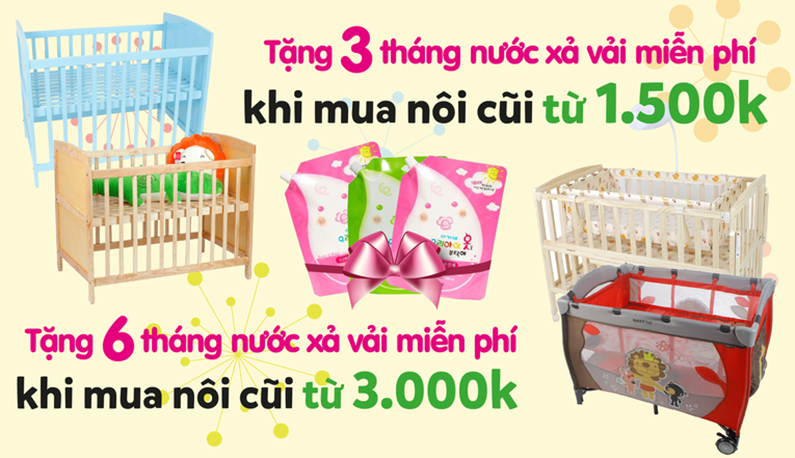 Tặng 3 tháng nước xả vải miễn phí
khi mua nôi cũi từ 1.500k
Tặng 6 tháng nước xả vải miễn phí
khi mua nôi cũi từ 3.000k